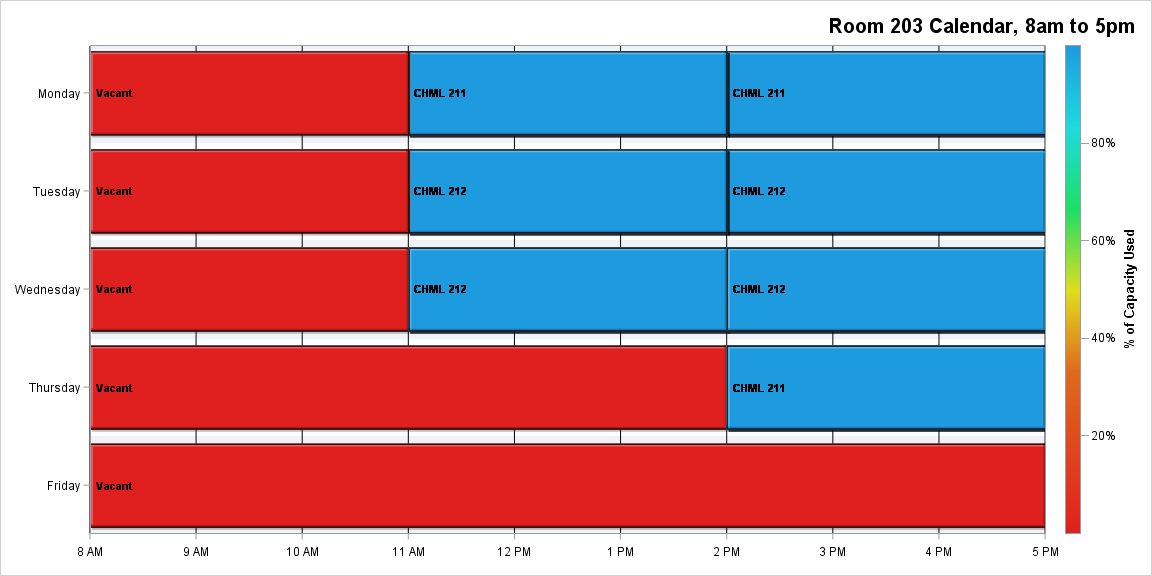 Room 203 Calendar, 8am to 5pm
Monday
Vacant
CHML 211
CHML 211
Tuesday
Vacant
CHML 212
CHML 212
Wednesday
Vacant
CHML 212
CHML 212
Thursday
Vacant
CHML 211
Friday
Vacant
8 AM
9 AM
10 AM
11 AM
12 PM
1 PM
2 PM
3 PM
4 PM
5 PM
80%
60%
40%
20%
% of Capacity Used